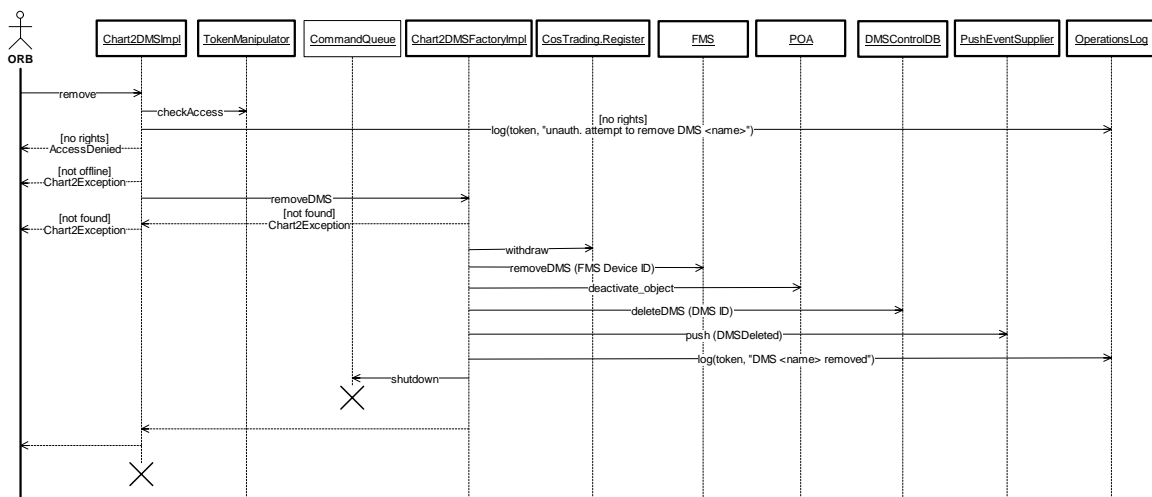 Chart2DMSImpl
TokenManipulator
CommandQueue
Chart2DMSFactoryImpl
CosTrading.Register
FMS
POA
DMSControlDB
PushEventSupplier
OperationsLog
ORB
remove
checkAccess
[no rights]
log(token, "unauth. attempt to remove DMS <name>")
[no rights]
AccessDenied
[not offline]
Chart2Exception
removeDMS
[not found]
Chart2Exception
[not found]
Chart2Exception
withdraw
removeDMS (FMS Device ID)
deactivate_object
deleteDMS (DMS ID)
push (DMSDeleted)
log(token, "DMS <name> removed")
shutdown